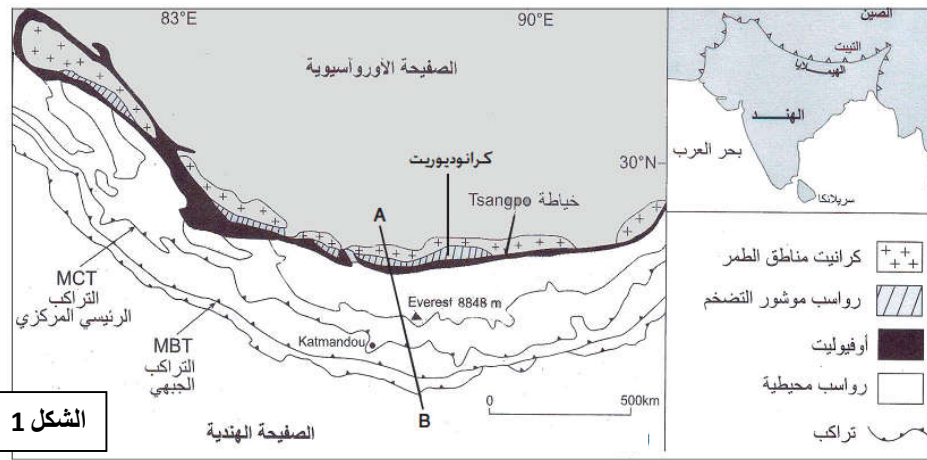 83°E
90°E
الصفيحة الأوروآسيوية
كرانوديوريت
30°N
خياطة Tsangpo
A
MCT
التراكب
الرئيسي المركزي
MBT
التراكب
الجبهي
Everest 8848 m
Katmandou
B
0
500km
الصفيحة الهندية
الشكل 1
الصين
التيبت
الهيمـــلايا
الهنــــد
بحر العرب
سريلانكا
كرانيت مناطق الطمر
رواسب موشور التضخم
أوفيوليت
رواسب محيطية
تراكب